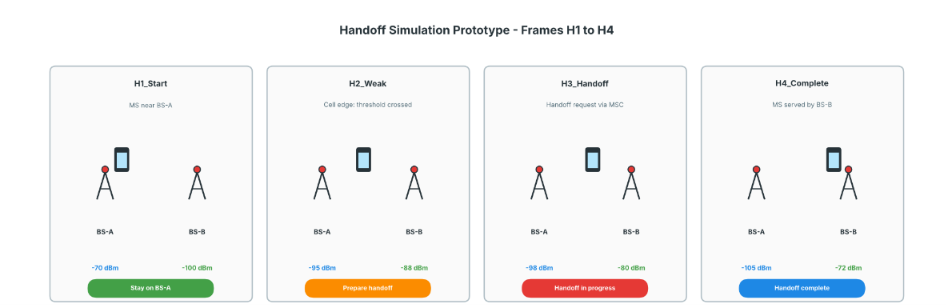 Handoff Simulation Prototype - Frames H1 to H4
H1_Start
MS near BS-A
BS-A BS-B
-70 dBm -100 dBm
Stay on BS-A
H2_Weak
Cell edge: threshold crossed
BS-A BS-B
-95 dBm -88 dBm
Prepare handoff
H3_Handoff
Handoff request via MSC
BS-A BS-B
-98 dBm -80 dBm
Handoff in progress
H4_Complete
MS served by BS-B
BS-A BS-B
-105 dBm -72 dBm
Handoff complete